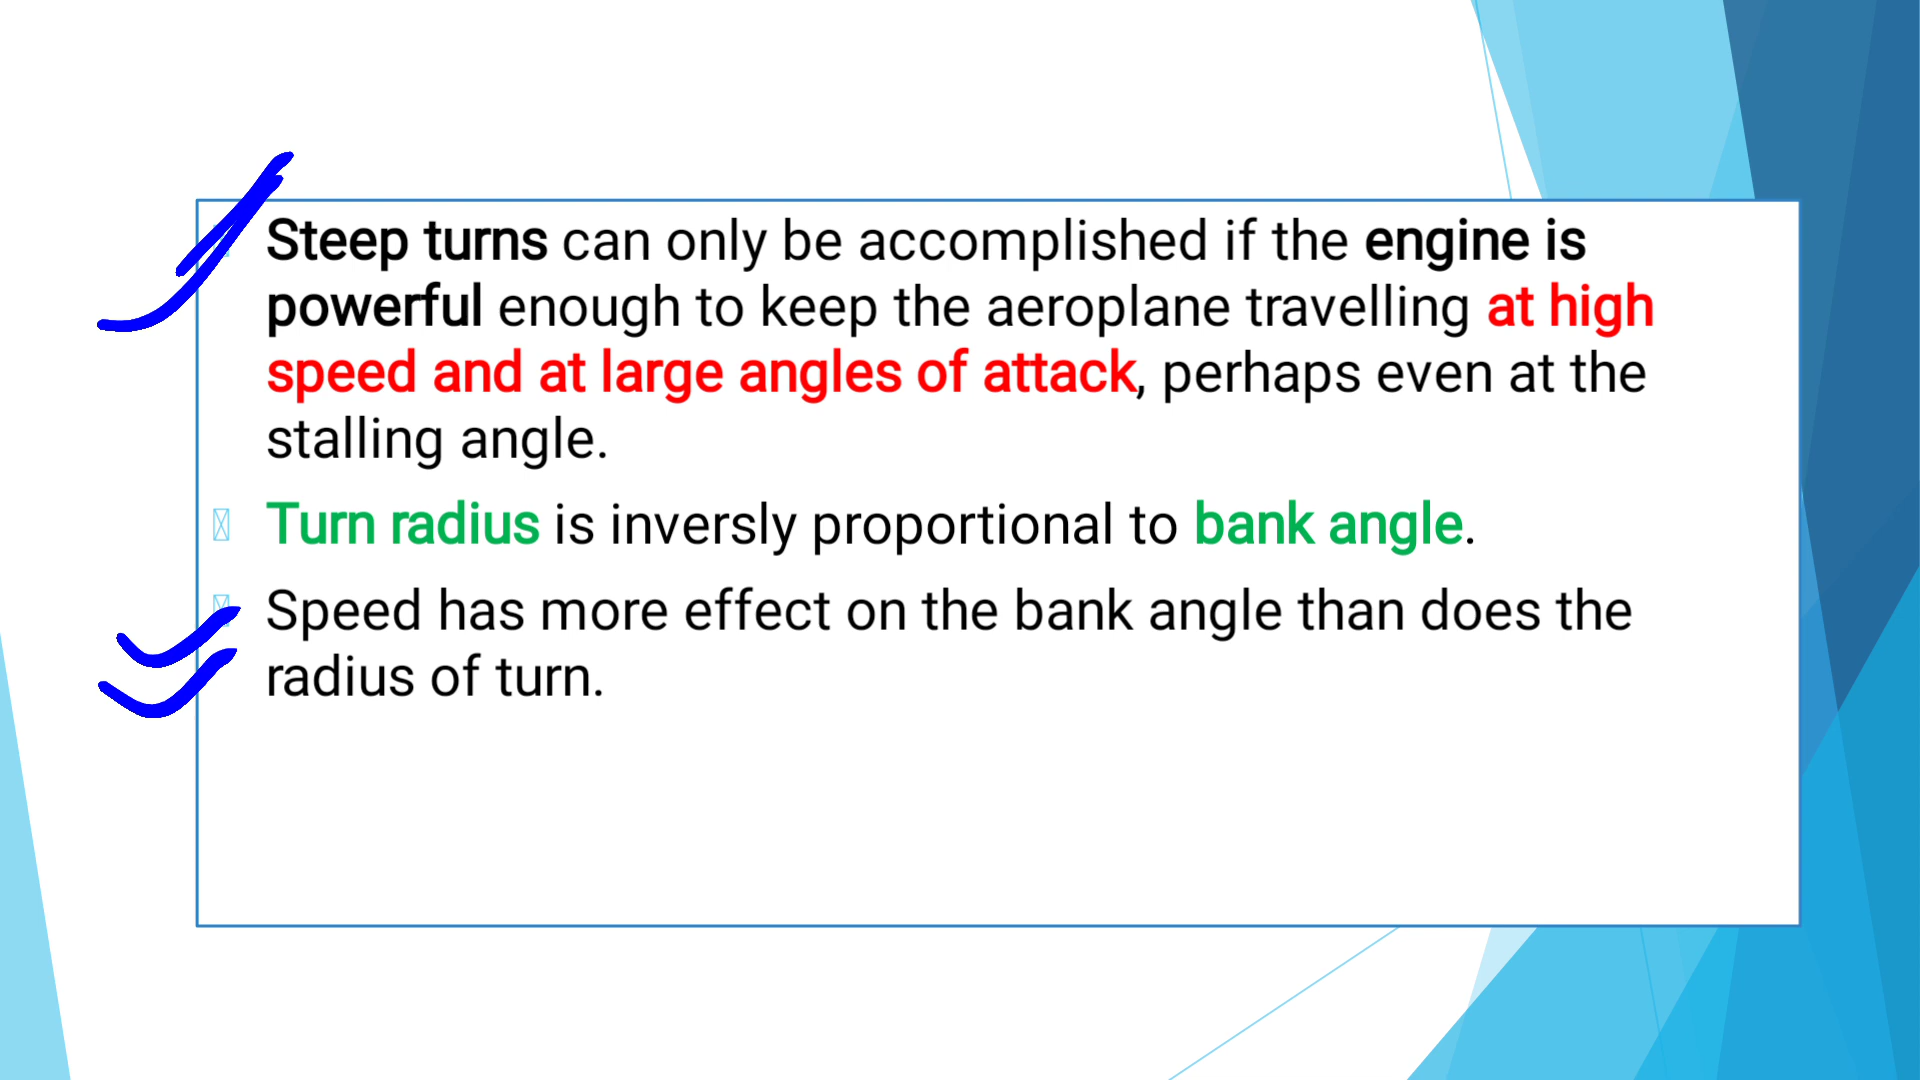 Steep turns can only be accomplished if the engine is
powerful enough to keep the aeroplane travelling at high
speed and at large angles of attack, perhaps even at the
stalling angle.
Turn radius is inversly proportional to bank angle.
Speed has more effect on the bank angle than does the
radius of turn.